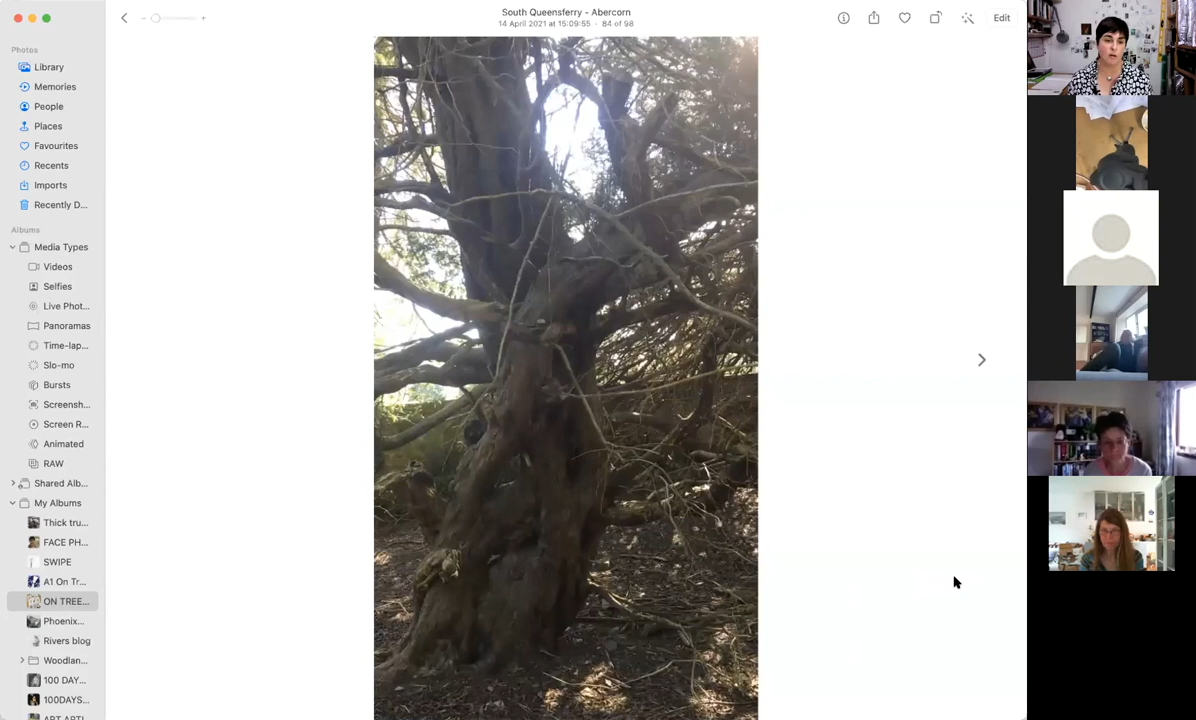 South Queensferry - Abercorn
14 April 2021 at 15:09:55 · 84 of 98
Edit
Photos
Library
Memories
People
Places
Favourites
Recents
Imports
Recently D...
Albums
Media Types
Videos
Selfies
Live Phot...
Panoramas
Time-lap...
Slo-mo
Bursts
Screensh...
Screen R...
Animated
RAW
Shared Alb...
My Albums
Thick tru...
FACE PH...
SWIPE
A1 On Tr...
ON TREE...
Phoenix...
Rivers blog
Woodlan...
100 DAY...
100DAYS...
ART ARTI...